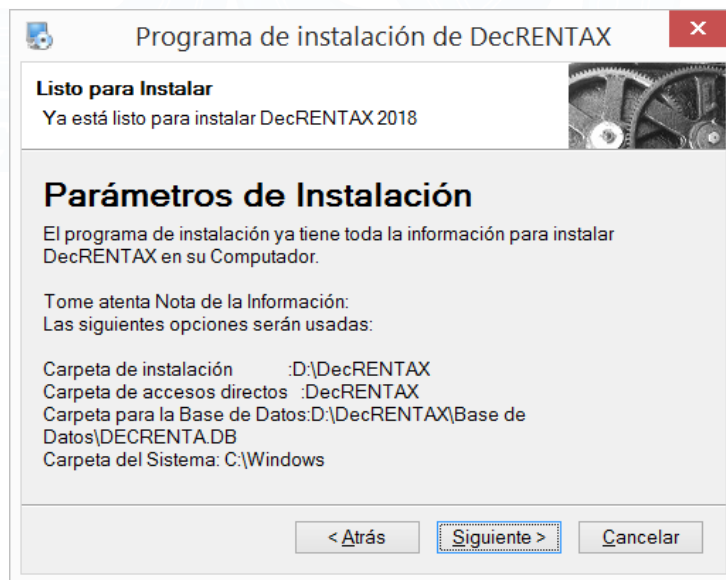 Programa de instalación de DecRENTAX
Listo para Instalar
Ya está listo para instalar DecRENTAX 2018
Parámetros de Instalación
El programa de instalación ya tiene toda la información para instalar
DecRENTAX en su Computador.
Tome atenta Nota de la Información:
Las siguientes opciones serán usadas:
Carpeta de instalación :D:\DecRENTAX
Carpeta de accesos directos :DecRENTAX
Carpeta para la Base de Datos:D:\DecRENTAX\Base de
Datos\DECRENTA.DB
Carpeta del Sistema: C:\Windows
< Atrás Siguiente > Cancelar